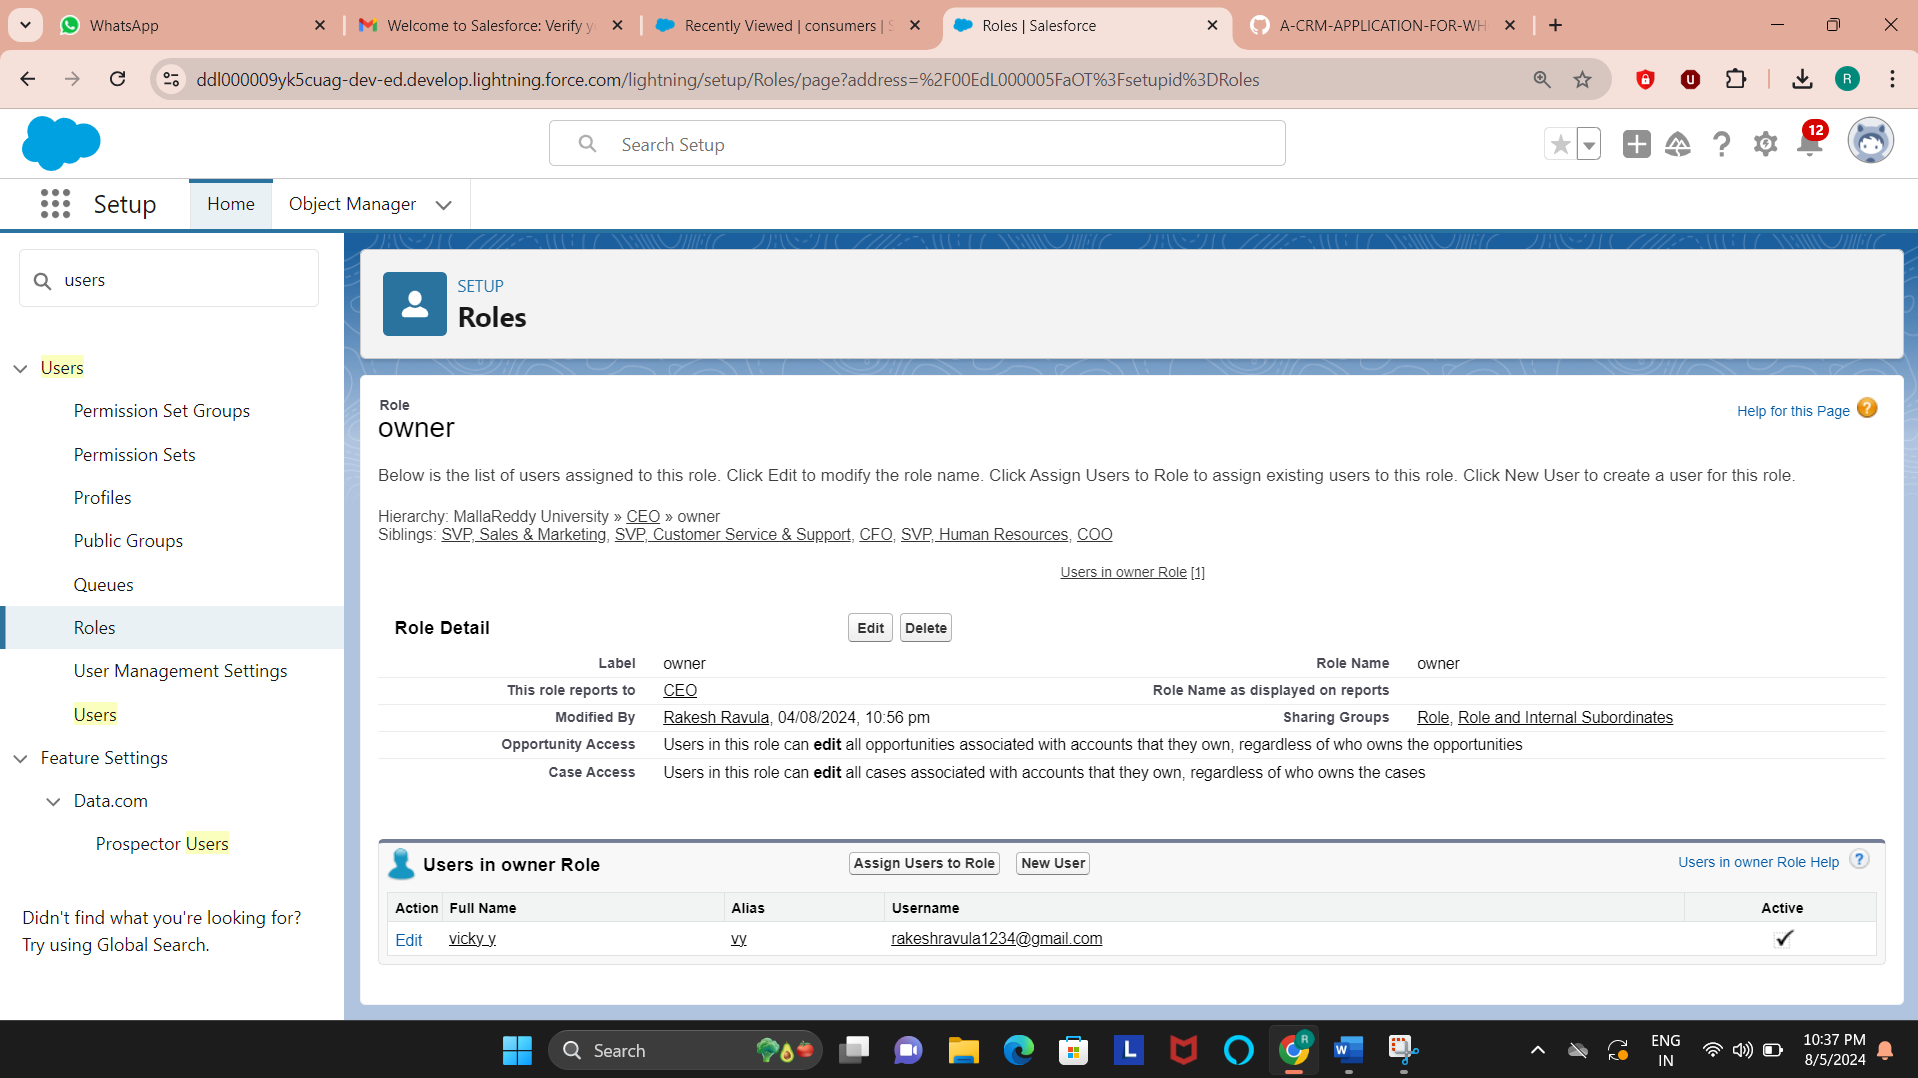 WhatsApp
Welcome to Salesforce: Verify y
Recently Viewed | consumers | S
Roles | Salesforce
A-CRM-APPLICATION-FOR-WH
ddl000009yk5cuag-dev-ed.develop.lightning.force.com/lightning/setup/Roles/page?address=%2F00EdL000005FaOT%3Fsetupid%3DRoles
R
Search Setup
12
Setup
Home
Object Manager
users
Users
Permission Set Groups
Permission Sets
Profiles
Public Groups
Queues
Roles
User Management Settings
Users
Feature Settings
Data.com
Prospector Users
Didn't find what you're looking for?
Try using Global Search.
SETUP
Roles
Role
owner
Help for this Page
Below is the list of users assigned to this role. Click Edit to modify the role name. Click Assign Users to Role to assign existing users to this role. Click New User to create a user for this role.
Hierarchy: MallaReddy University » CEO » owner
Siblings: SVP, Sales & Marketing, SVP, Customer Service & Support, CFO, SVP, Human Resources, COO
Users in owner Role [1]
Role Detail Edit Delete
Label owner Role Name owner
This role reports to CEO Role Name as displayed on reports
Modified By Rakesh Ravula, 04/08/2024, 10:56 pm Sharing Groups Role, Role and Internal Subordinates
Opportunity Access Users in this role can edit all opportunities associated with accounts that they own, regardless of who owns the opportunities
Case Access Users in this role can edit all cases associated with accounts that they own, regardless of who owns the cases
Users in owner Role Assign Users to Role New User Users in owner Role Help ?
Action Full Name Alias Username Active
Edit vicky y vy rakeshravula1234@gmail.com
Search
ENG
IN
10:37 PM
8/5/2024